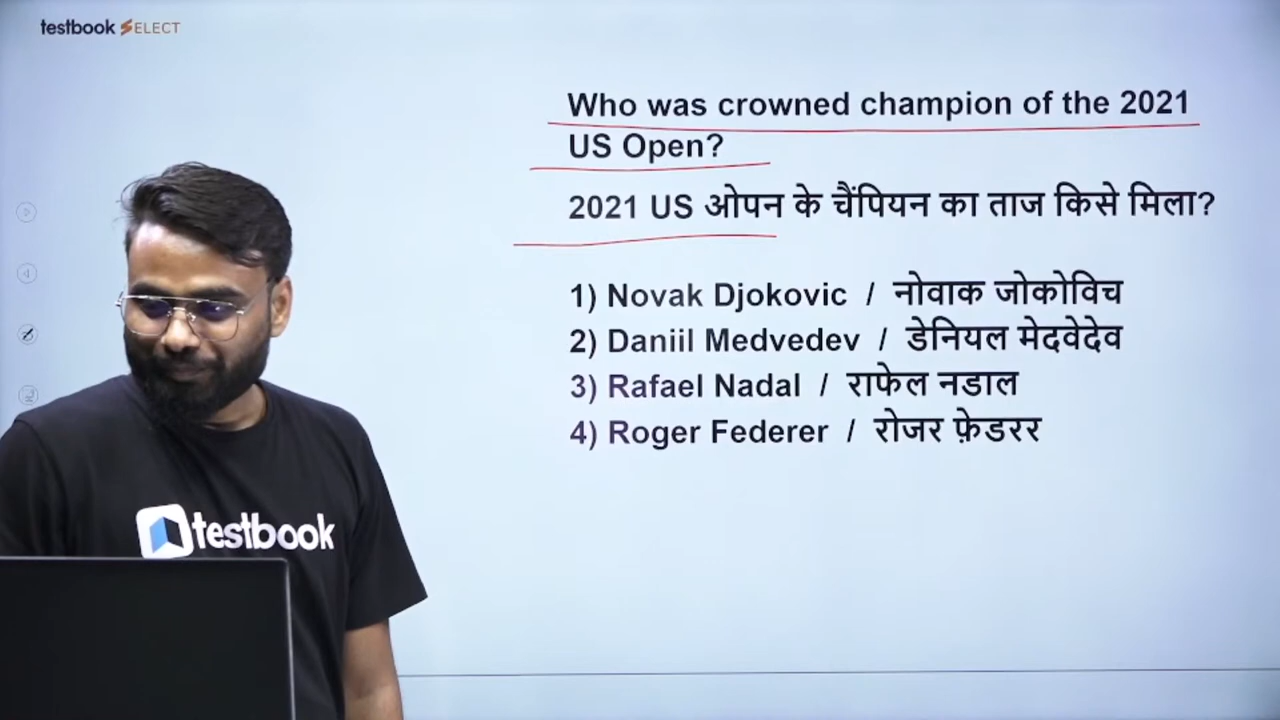 testbook SELECT
Who was crowned champion of the 2021
US Open?
2021 US ओपन के चैंपियन का ताज किसे मिला?
1) Novak Djokovic / नोवाक जोकोविच
2) Daniil Medvedev / डेनियल मेदवेदेव
3) Rafael Nadal / राफेल नडाल
4) Roger Federer / रोजर फ़ेडरर
testbook